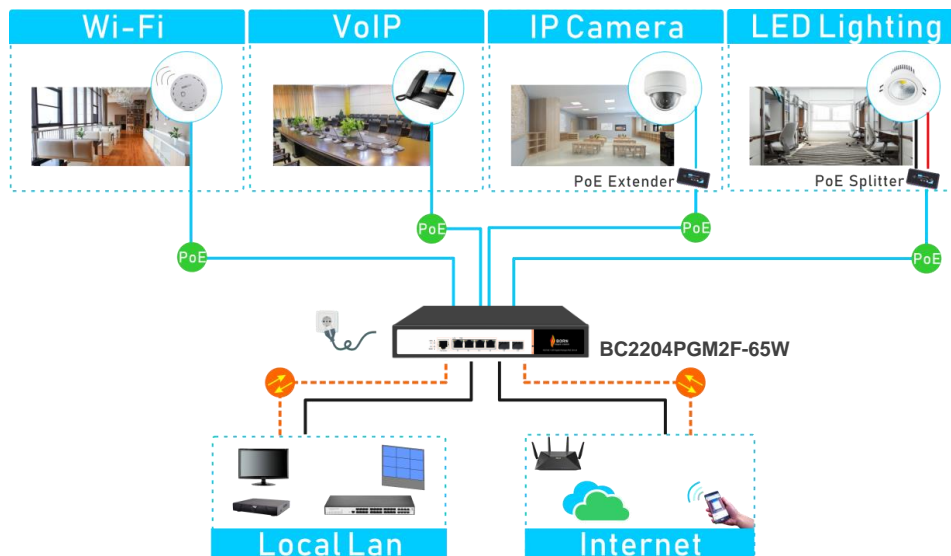 Wi-Fi
VoIP
IP Camera
LED Lighting
PoE Extender
PoE Splitter
PoE
PoE
PoE
PoE
BORK
BC2204PGM2F-65W
Local Lan
Internet